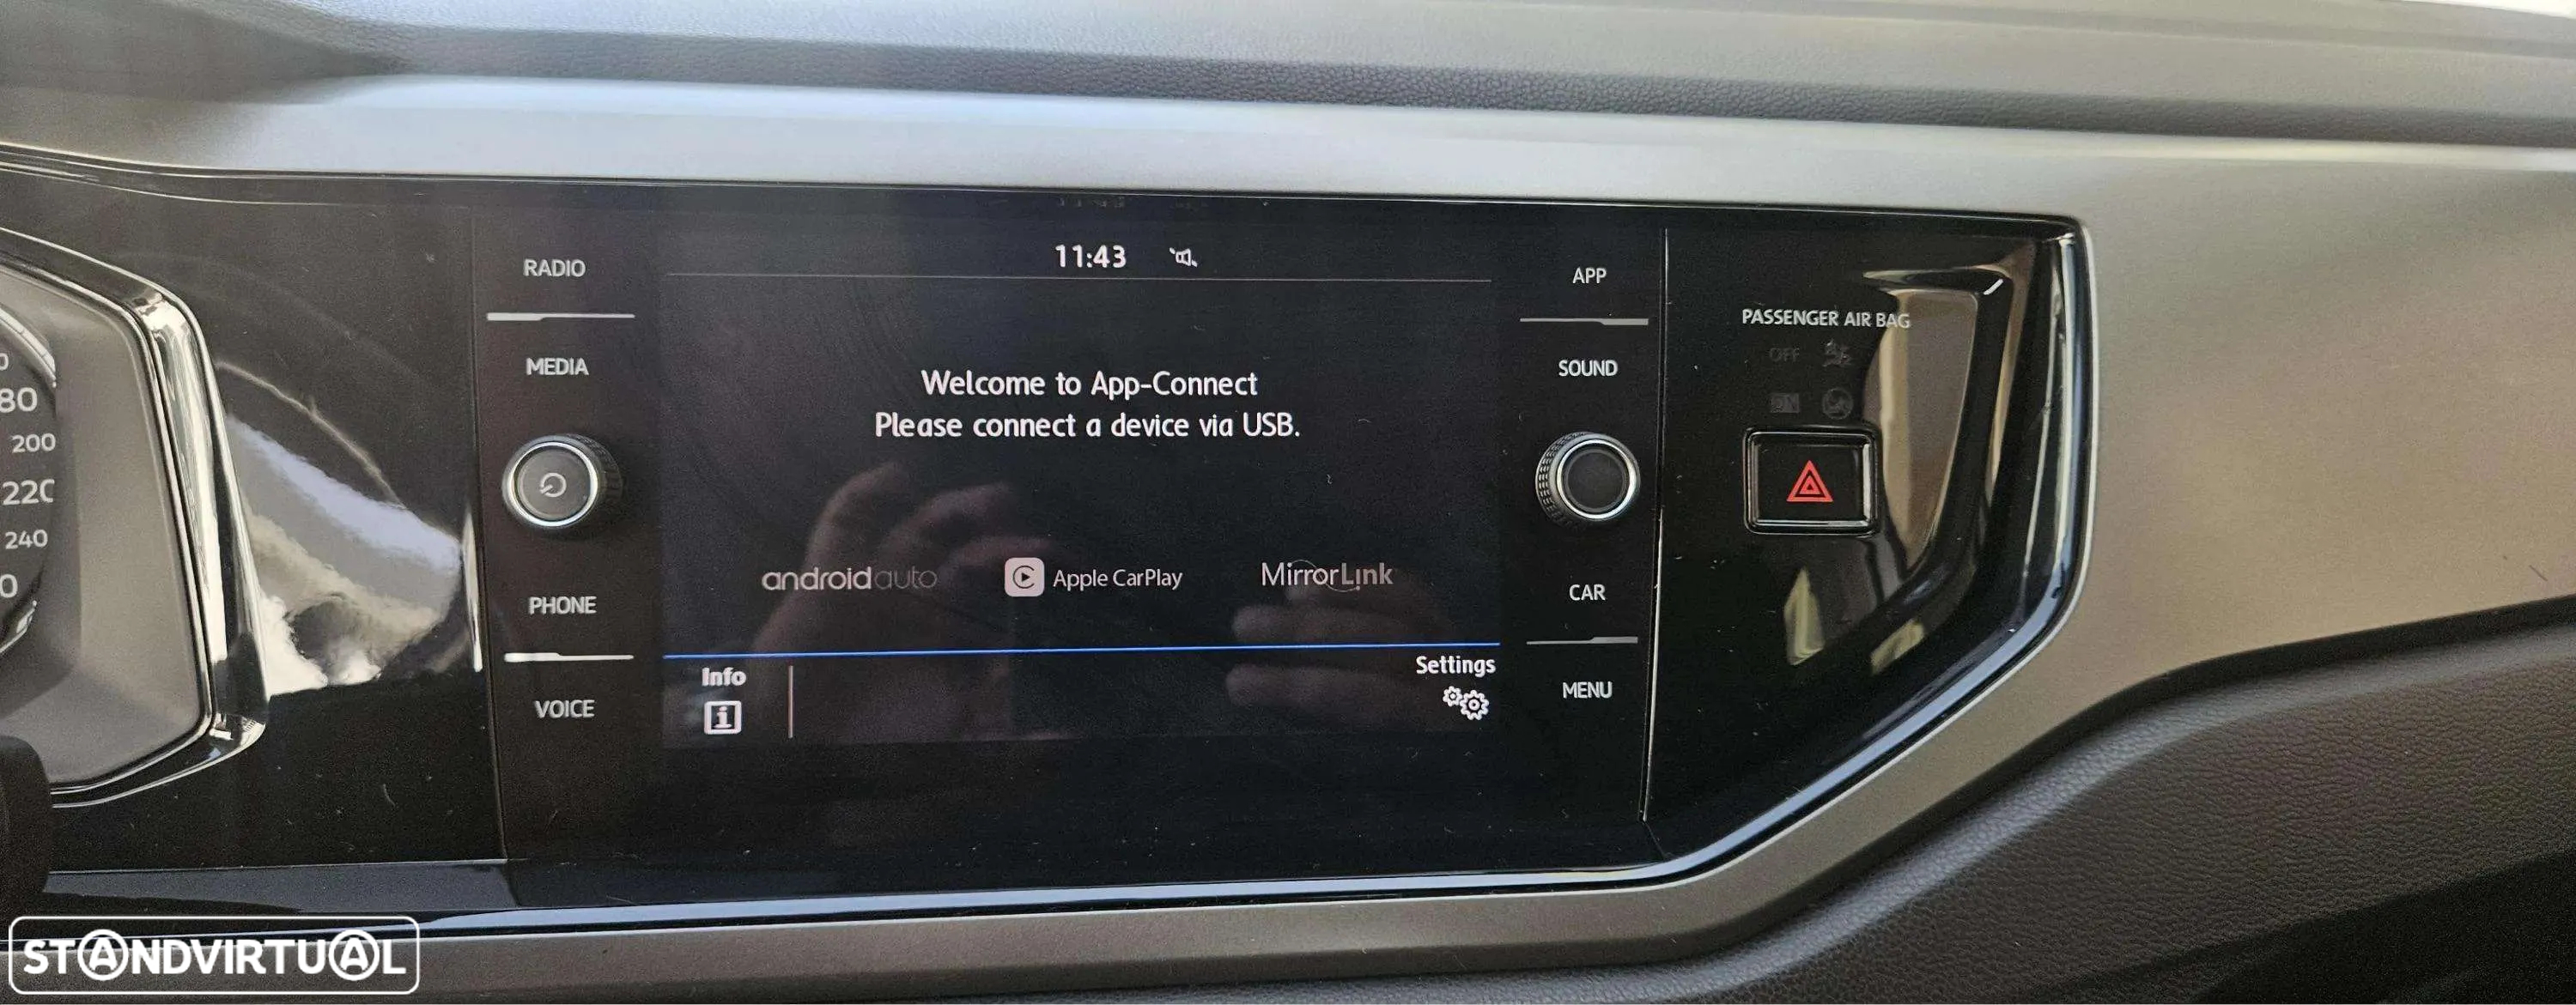 RADIO
MEDIA
PHONE
VOICE
11:43
Welcome to App-Connect
Please connect a device via USB.
androidauto
Apple CarPlay
MirrorLink
Info
i
Settings
APP
SOUND
CAR
MENU
PASSENGER AIR BAG
OFF
ON
80
200
220
240
0
STANDVIRTUAL